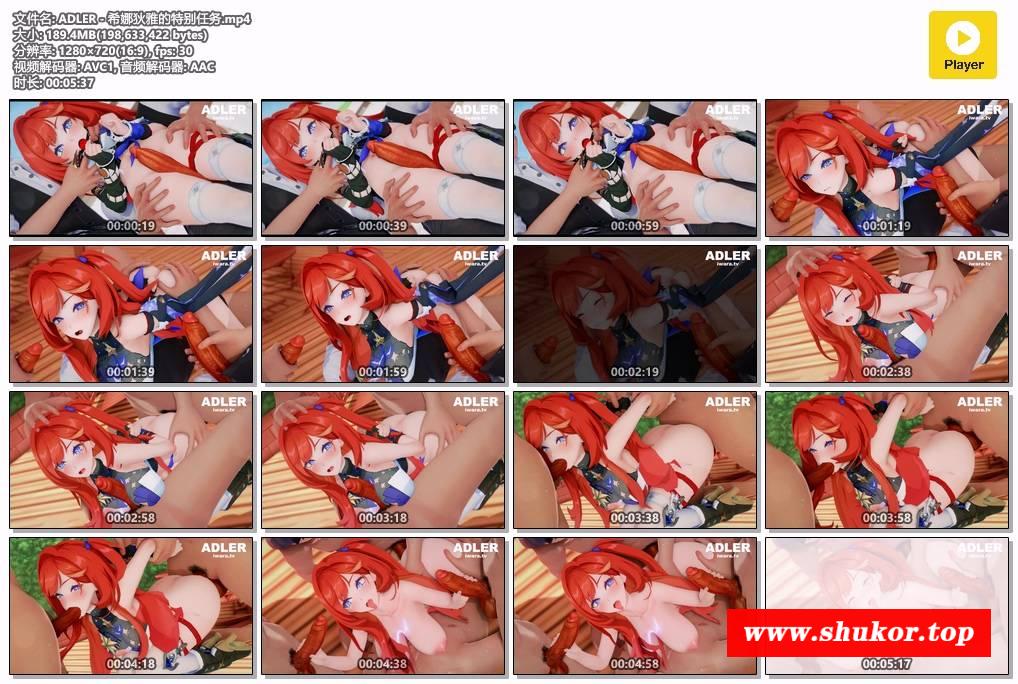 文件名: ADLER - 希娜狄雅的特别任务.mp4
大小: 189.4MB(198,633,422 bytes)
分辨率: 1280×720(16:9), fps: 30
视频解码器: AVC1, 音频解码器: AAC
时长: 00:05:37
Player
ADLER
iwara.tv
00:00:19
ADLER
iwara.tv
00:00:39
ADLER
iwara.tv
00:00:59
ADLER
iwara.tv
00:01:19
ADLER
iwara.tv
00:01:39
ADLER
iwara.tv
00:01:59
ADLER
iwara.tv
00:02:19
ADLER
iwara.tv
00:02:38
ADLER
iwara.tv
00:02:58
ADLER
iwara.tv
00:03:18
ADLER
iwara.tv
00:03:38
ADLER
iwara.tv
00:03:58
ADLER
iwara.tv
00:04:18
ADLER
iwara.tv
00:04:38
ADLER
iwara.tv
00:04:58
ADLER
iwara.tv
00:05:17
www.shukor.top